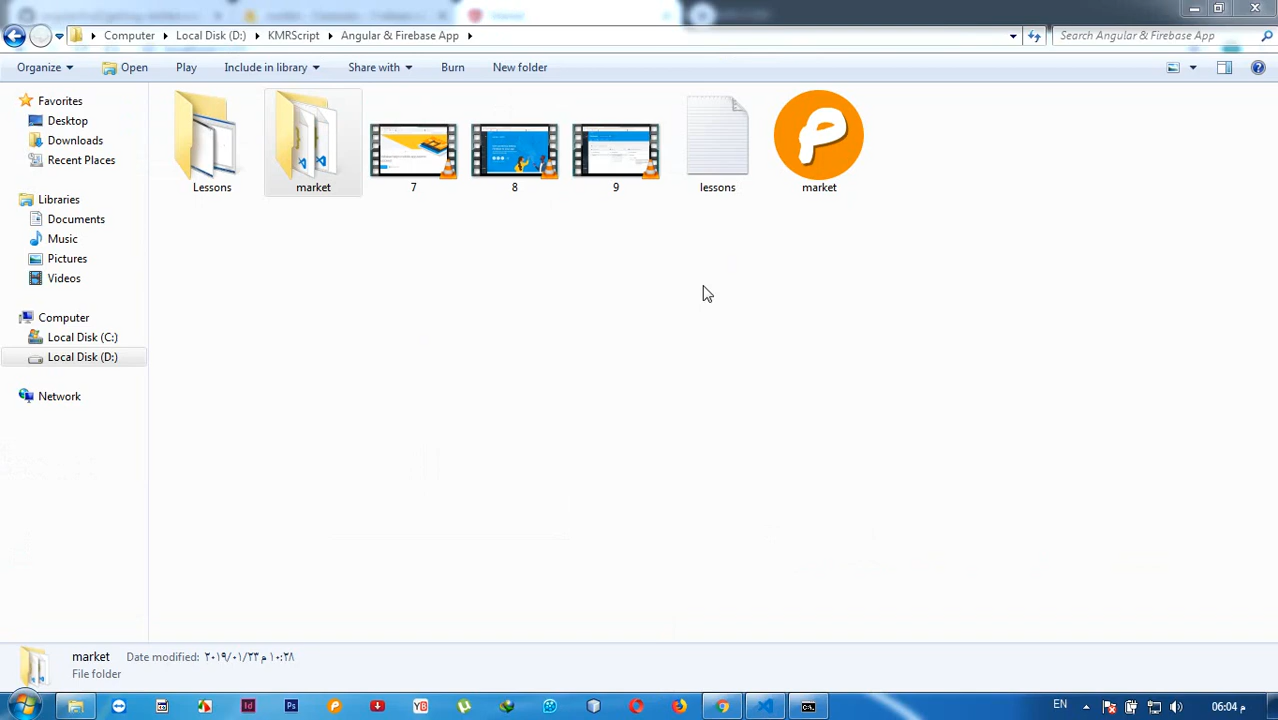 Computer Local Disk (D:) KMRScript Angular & Firebase App
Search Angular & Firebase App
Organize Open Play Include in library Share with Burn New folder
Favorites
Desktop
Downloads
Recent Places
Libraries
Documents
Music
Pictures
Videos
Computer
Local Disk (C:)
Local Disk (D:)
Network
Lessons
market
7
8
9
lessons
market
market Date modified: ٢٠١٩/٠١/٢٣ م ١٠:٢٨
File folder
EN
06:04 م